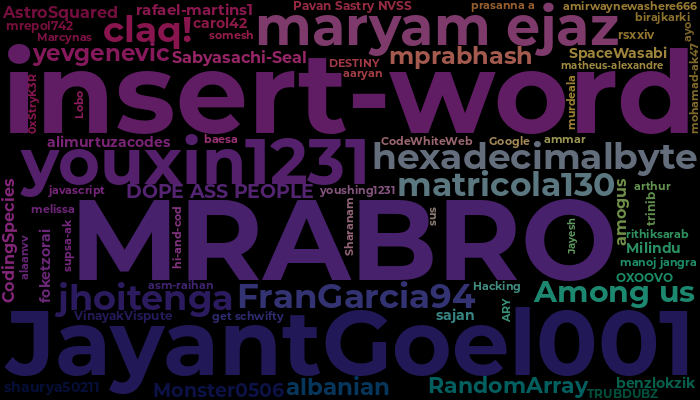 AstroSquared
rafael-martins1
Pavan Sastry NVSS
prasanna a
amirwaynewashere666
mrepol742
claq!
carol42
maryam ejaz
birajkarki
Marcynas
somesh
rsxxiv
ayo
yevgenevic
Sabyasachi-Seal
DESTINY
mprabhash
SpaceWasabi
aaryan
matheus-alexandre
insert-word
0xStryK3R
Lobo
murdeala
mohamad-ak47
alimurtuzacodes
baesa
CodeWhiteWeb
Google
ammar
youxin1231
hexadecimalbyte
javascript
DOPE ASS PEOPLE
youshing1231
matricola130
arthur
CodingSpecies
melissa
MRABRO
amogus
trinib
alaanvv
foketzorai
supsa-ak
hi-and-cod
Sharanam
sus
Jayesh
rithiksarab
Milindu
manoj jangra
asm-raihan
jhoitenga
FranGarcia94
Hacking
Among us
OXOOVO
VinayakVispute
get schwifty
sajan
ARY
JayantGoel001
shaurya50211
Monster0506
albanian
RandomArray
benzlokzik
TRUBDUBZ